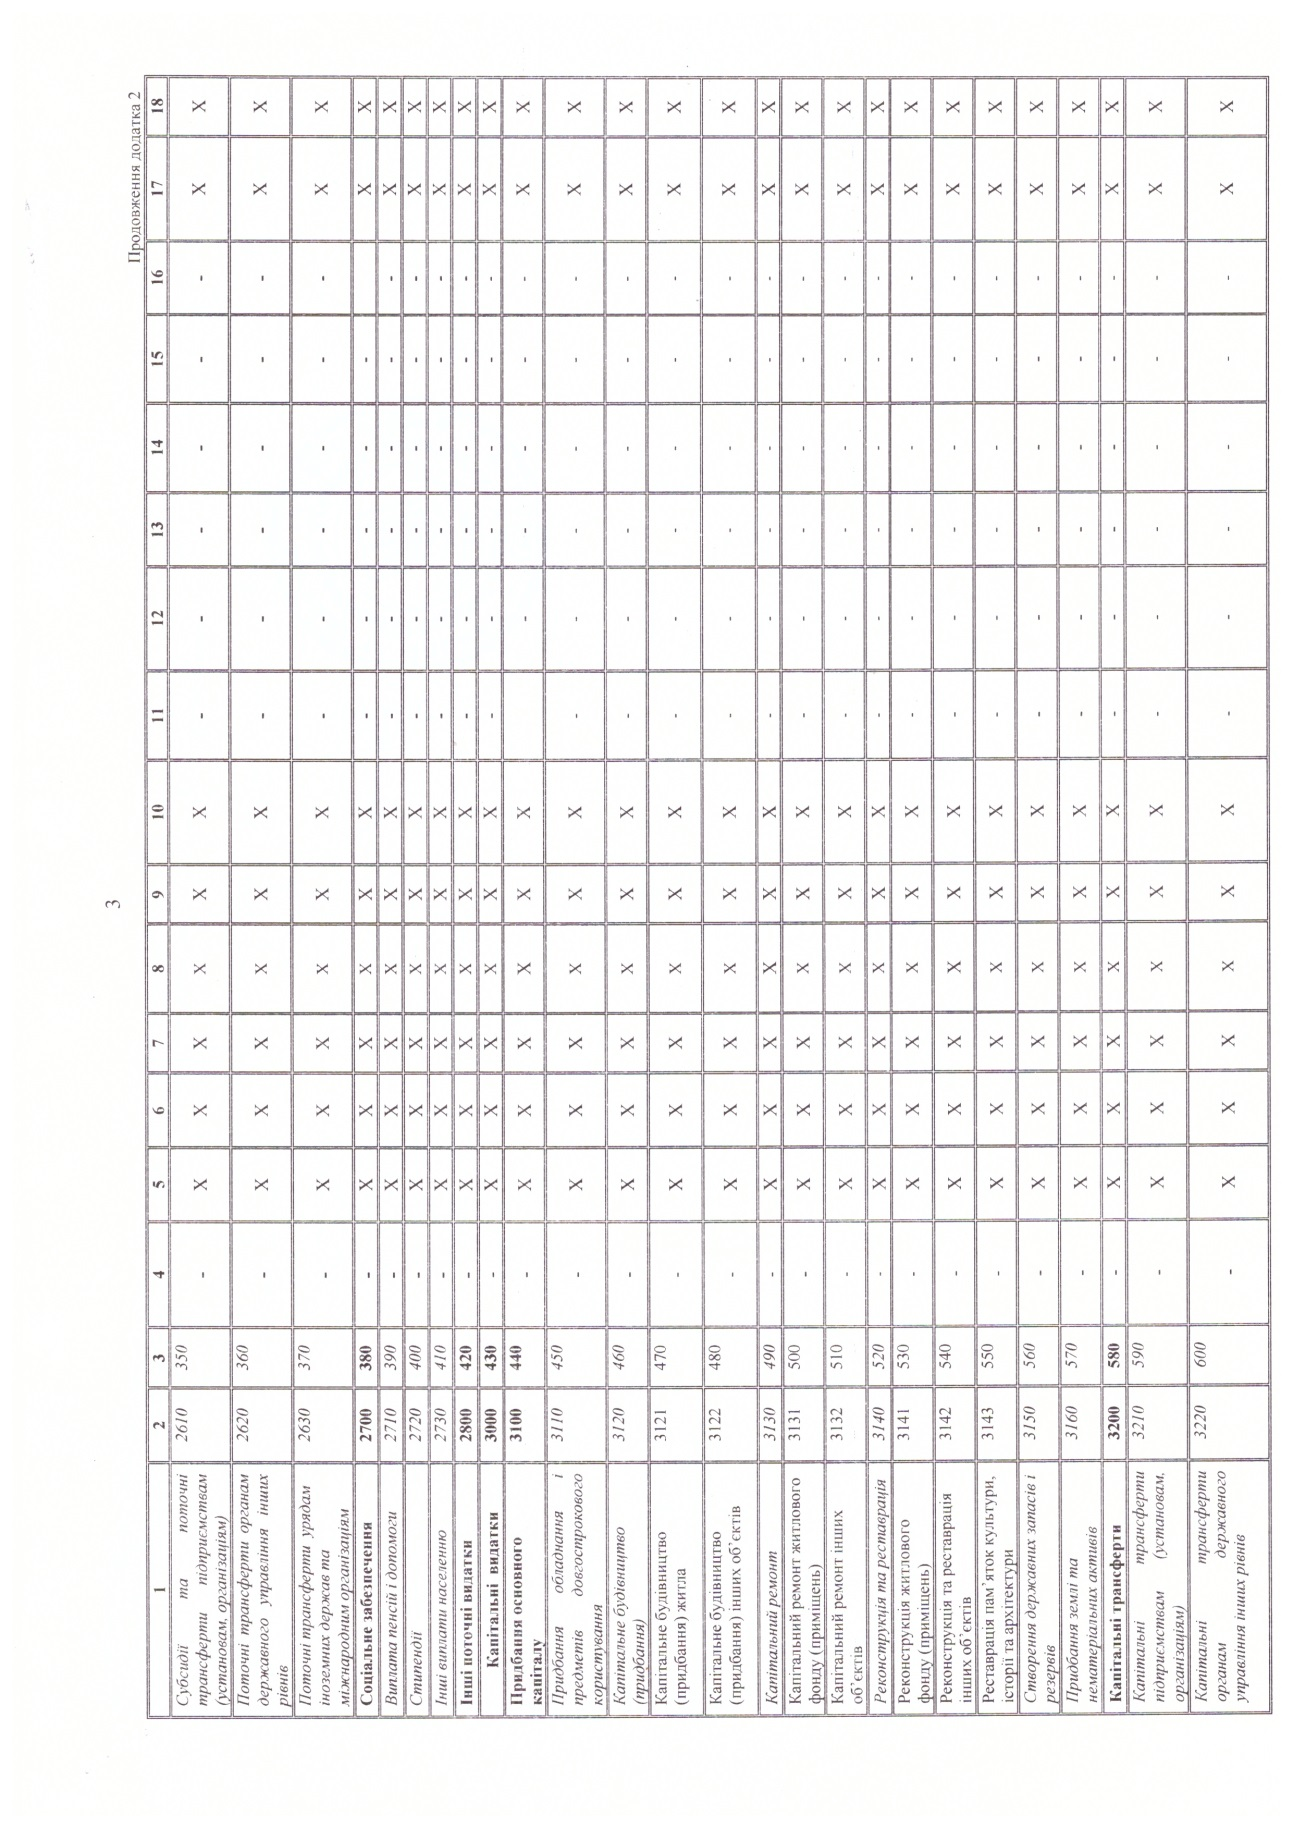 3
Продовження додатка 2
1 2 3 4 5 6 7 8 9 10 11 12 13 14 15 16 17 18
Субсидії та поточні 2610 350 - X X X X X X - - - - - - X X
трансферти підприємствам
(установам, організаціям)
Поточні трансферти органам 2620 360 - X X X X X X - - - - - - X X
державного управління інших
рівнів
Поточні трансферти урядам 2630 370 - X X X X X X - - - - - - X X
іноземних держав та
міжнародним організаціям
Соціальне забезпечення 2700 380 - X X X X X X - - - - - X X
Виплата пенсій і допомоги 2710 390 - X X X X X X - - - - - - X X
Стипендії 2720 400 - X X X X X X - - - - - - X X
Інші виплати населенню 2730 410 - X X X X X X - - - - - - X X
Інші поточні видатки 2800 420 - X X X X X X - - - - - - X X
Капітальні видатки 3000 430 - X X X X X X - - - - - - X X
Придбання основного 3100 440 - X X X X X X - - - - - X X
капіталу
Придбання обладнання і 3110 450 - X X X X X X - - - - - - X X
предметів довгострокового
користування
Капітальне будівництво 3120 460 - X X X X X X - - - - - - X X
(придбання)
Капітальне будівництво 3121 470 - X X X X X X - - - - - - X X
(придбання) житла
Капітальне будівництво 3122 480 - X X X X X X - - - - - - X X
(придбання) інших об`єктів
Капітальний ремонт 3130 490 - X X X X X X - - - - - - X X
Капітальний ремонт житлового 3131 500 - X X X X X X - - - - - - X X
фонду (приміщень)
Капітальний ремонт інших 3132 510 - X X X X X X - - - - - - X X
об`єктів
Реконструкція та реставрація 3140 520 - X X X X X X - - - - - - X X
Реконструкція житлового 3141 530 - X X X X X X - - - - - - X X
фонду (приміщень)
Реконструкція та реставрація 3142 540 - X X X X X X - - - - - - X X
інших об`єктів
Реставрація пам`яток культури, 3143 550 - X X X X X X - - - - - - X X
історії та архітектури
Створення державних запасів і 3150 560 - X X X X X X - - - - - - X X
резервів
Придбання землі та 3160 570 - X X X X X X - - - - - - X X
нематеріальних активів
Капітальні трансферти 3200 580 - X X X X X X - - - - - - X X
Капітальні трансферти 3210 590 - X X X X X X - - - - - - X X
підприємствам (установам,
організаціям)
Капітальні трансферти 3220 600 - X X X X X X - - - - - - X X
органам державного
управління інших рівнів